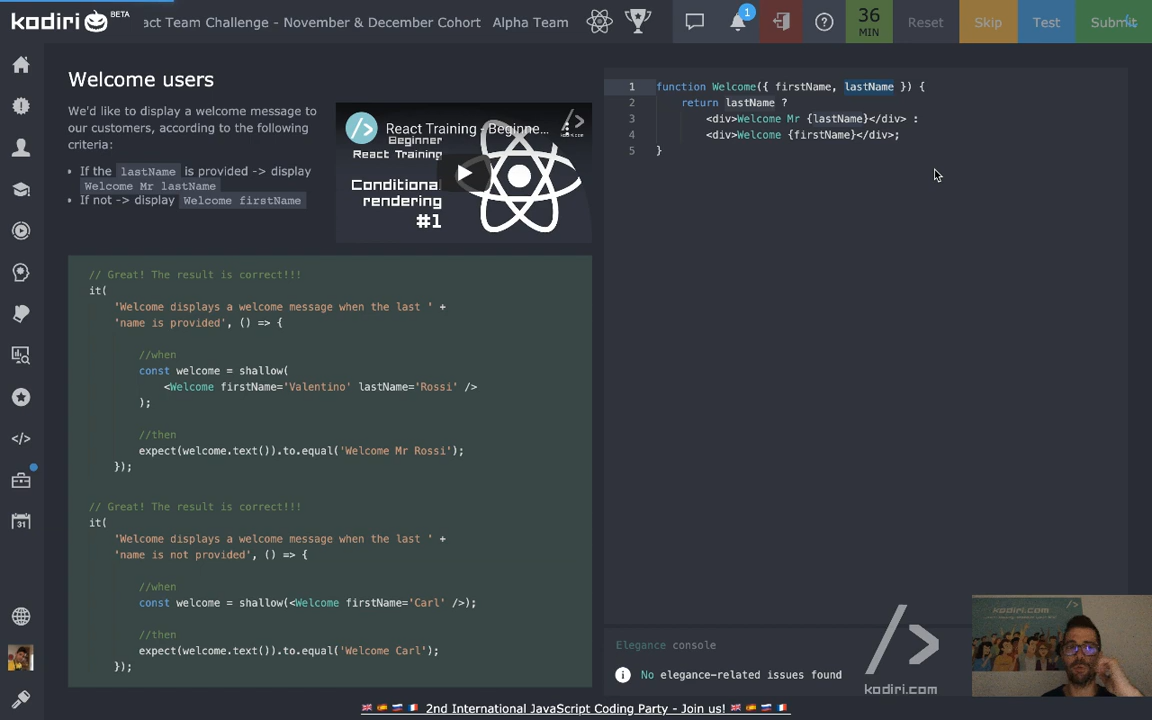 kodiri BETA
act Team Challenge - November & December Cohort Alpha Team
1
36
MIN
Reset
Skip
Test
Submit
Welcome users
We'd like to display a welcome message to
our customers, according to the following
criteria:
If the lastName is provided -> display
Welcome Mr lastName
If not -> display Welcome firstName
React Training - Beginne...
Beginner
React Training
Conditional
rendering
#1
// Great! The result is correct!!!
it(
'Welcome displays a welcome message when the last ' +
'name is provided', () => {
//when
const welcome = shallow(
<Welcome firstName='Valentino' lastName='Rossi' />
);
//then
expect(welcome.text()).to.equal('Welcome Mr Rossi');
});
// Great! The result is correct!!!
it(
'Welcome displays a welcome message when the last ' +
'name is not provided', () => {
//when
const welcome = shallow(<Welcome firstName='Carl' />);
//then
expect(welcome.text()).to.equal('Welcome Carl');
});
1 function Welcome({ firstName, lastName }) {
2 return lastName ?
3 <div>Welcome Mr {lastName}</div> :
4 <div>Welcome {firstName}</div>;
5 }
Elegance console
No elegance-related issues found
kodiri.com
kodiri.com
31
2nd International JavaScript Coding Party - Join us!